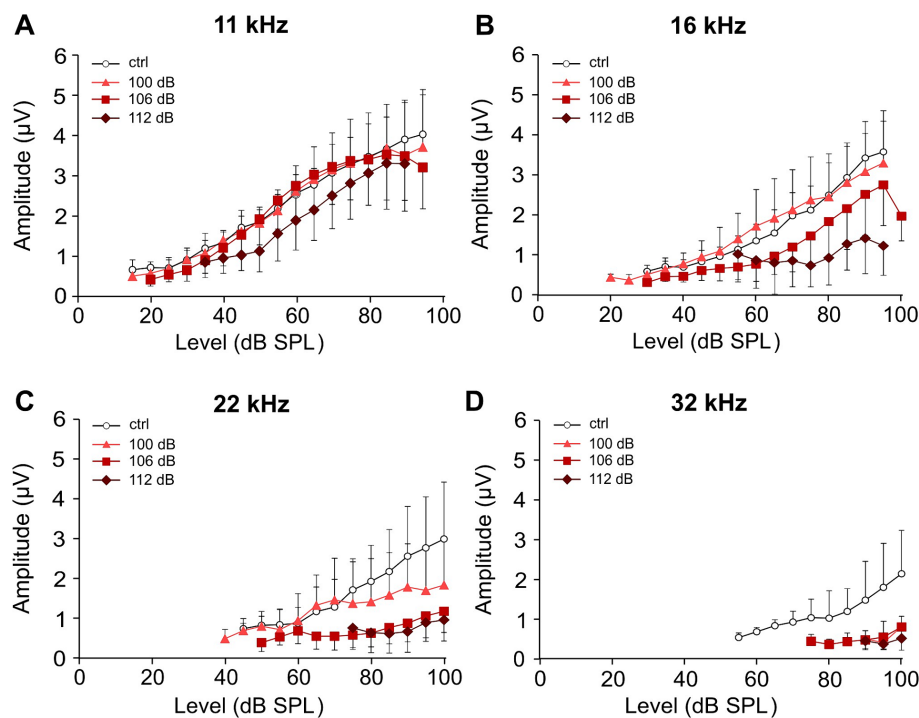 A 11 kHz
6
5
4
3
2
1
0
Amplitude (µV)
ctrl
100 dB
106 dB
112 dB
0 20 40 60 80 100
Level (dB SPL)
B 16 kHz
6
5
4
3
2
1
0
Amplitude (µV)
ctrl
100 dB
106 dB
112 dB
0 20 40 60 80 100
Level (dB SPL)
C 22 kHz
6
5
4
3
2
1
0
Amplitude (µV)
ctrl
100 dB
106 dB
112 dB
0 20 40 60 80 100
Level (dB SPL)
D 32 kHz
6
5
4
3
2
1
0
Amplitude (µV)
ctrl
100 dB
106 dB
112 dB
0 20 40 60 80 100
Level (dB SPL)